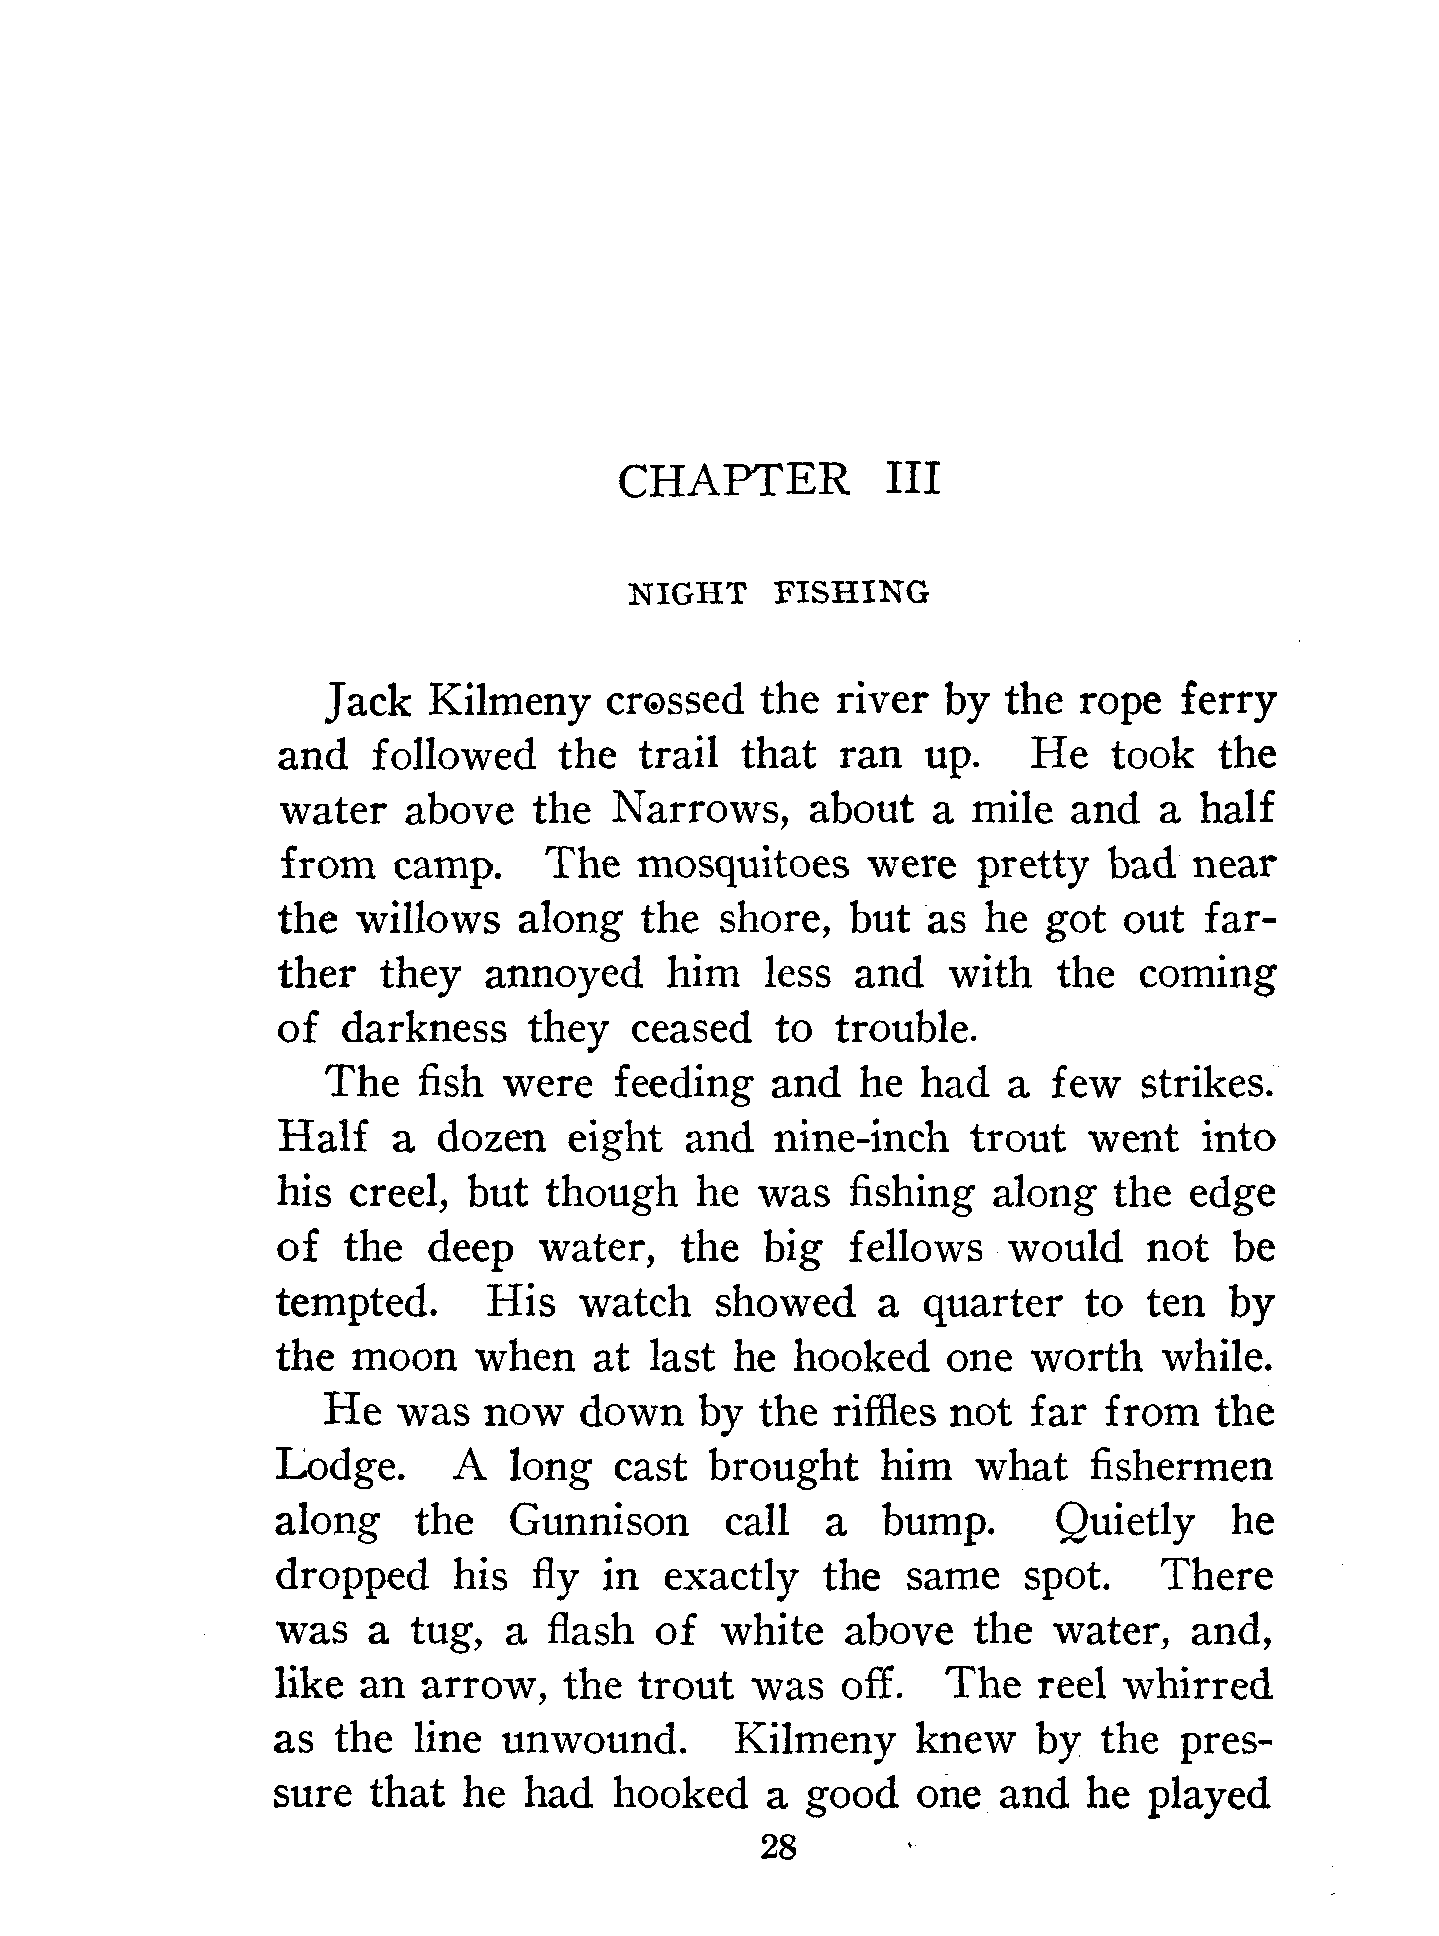 CHAPTER III
NIGHT FISHING
Jack Kilmeny crossed the river by the rope ferry
and followed the trail that ran up. He took the
water above the Narrows, about a mile and a half
from camp. The mosquitoes were pretty bad near
the willows along the shore, but as he got out far-
ther they annoyed him less and with the coming
of darkness they ceased to trouble.
The fish were feeding and he had a few strikes.
Half a dozen eight and nine-inch trout went into
his creel, but though he was fishing along the edge
of the deep water, the big fellows would not be
tempted. His watch showed a quarter to ten by
the moon when at last he hooked one worth while.
He was now down by the riffles not far from the
Lodge. A long cast brought him what fishermen
along the Gunnison call a bump. Quietly he
dropped his fly in exactly the same spot. There
was a tug, a flash of white above the water, and,
like an arrow, the trout was off. The reel whirred
as the line unwound. Kilmeny knew by the pres-
sure that he had hooked a good one and he played
28